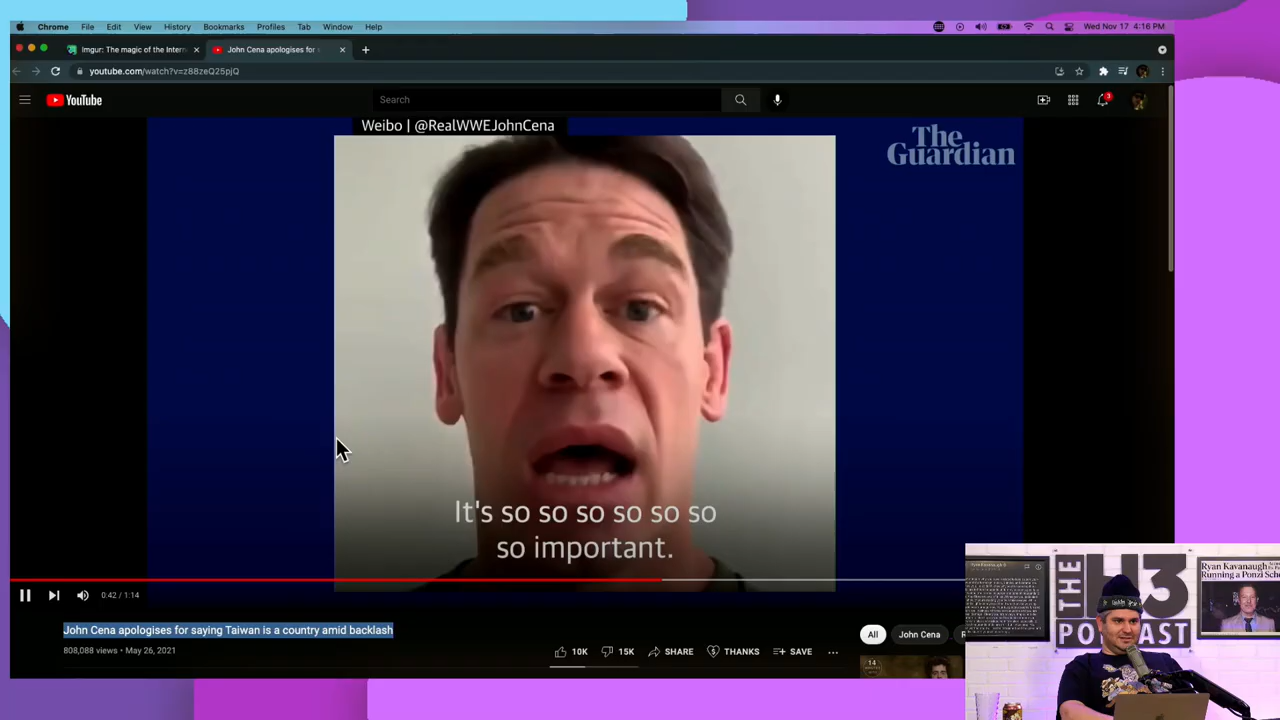 Chrome File Edit View History Bookmarks Profiles Tab Window Help Wed Nov 17 4:16 PM
Imgur: The magic of the Intern John Cena apologises for
youtube.com/watch?v=z8BzeQ25pjQ
YouTube Search 3
Weibo | @RealWWEJohnCena
The
Guardian
It's so so so so so so
so important.
0:42 / 1:14
John Cena apologises for saying Taiwan is a country amid backlash
808,088 views • May 26, 2021
10K 15K SHARE THANKS SAVE
All John Cena
14
THE
H3
PODCAST
Ryan Kavanaugh
Running a Ponzi Sch